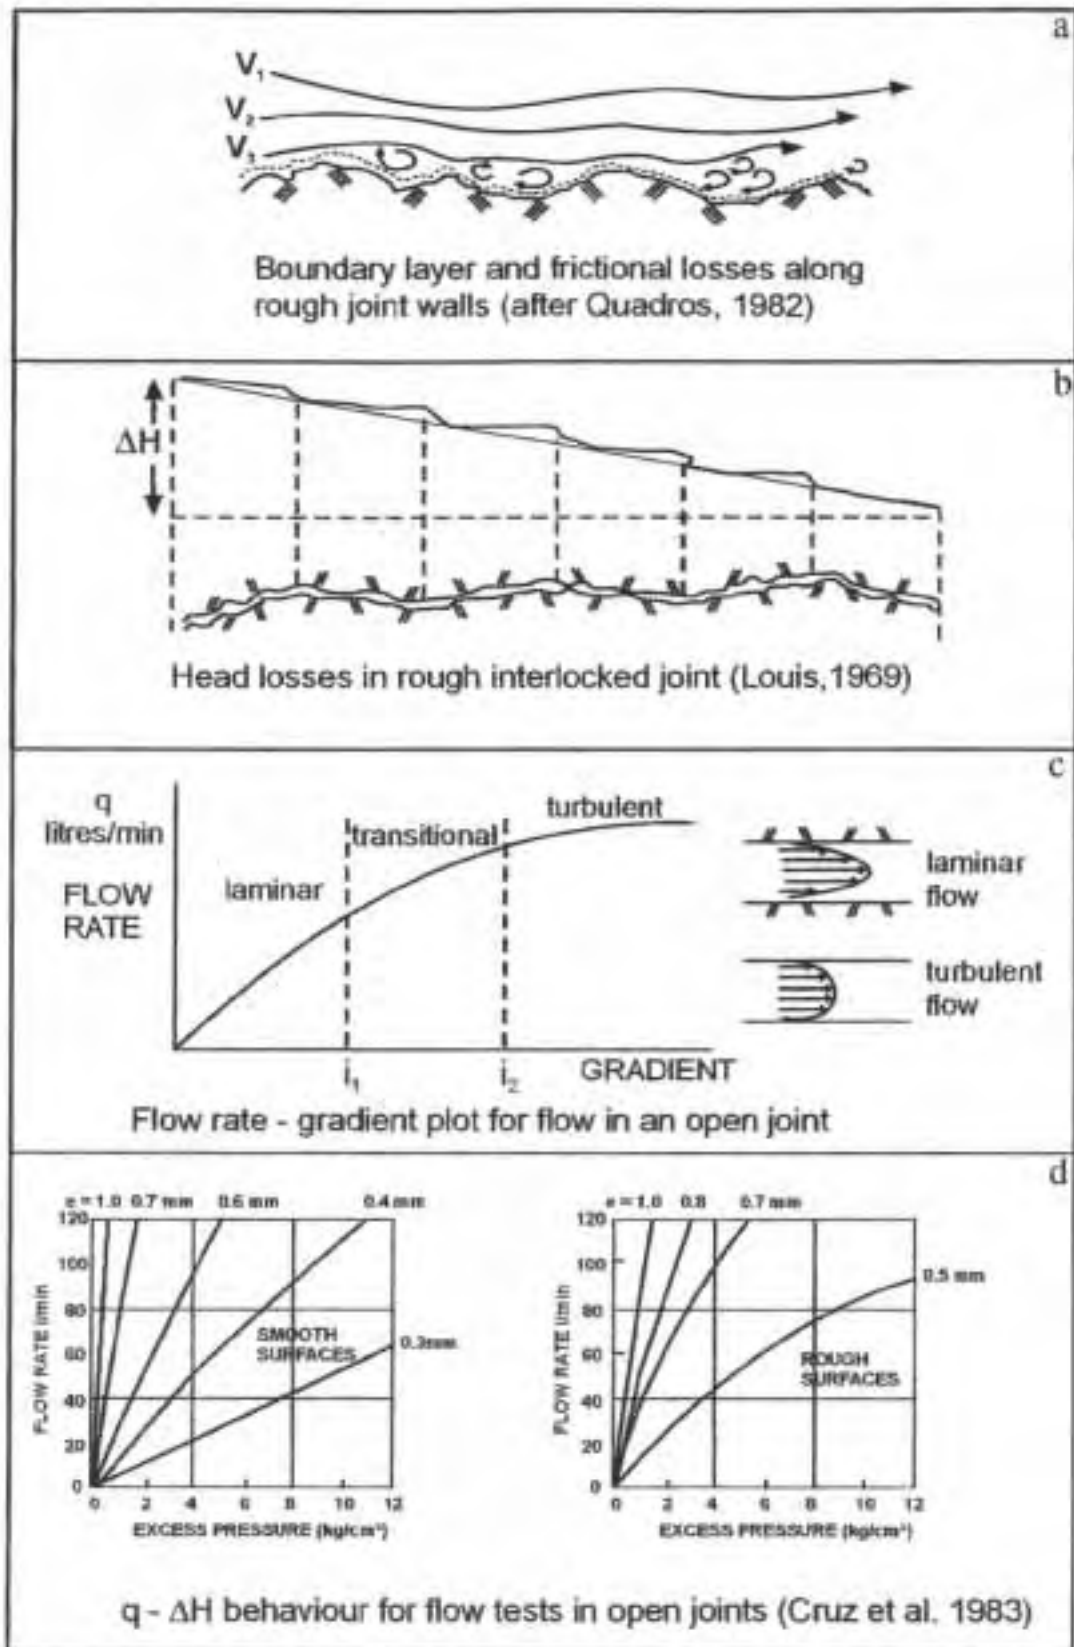 a
V₁
V₂
V₃
Boundary layer and frictional losses along
rough joint walls (after Quadros, 1982)
b
ΔH
Head losses in rough interlocked joint (Louis,1969)
c
q
litres/min
FLOW
RATE
laminar
transitional
turbulent
i₁
i₂
GRADIENT
laminar
flow
turbulent
flow
Flow rate - gradient plot for flow in an open joint
d
e = 1.0 0.7 mm 0.6 mm 0.4 mm
120
100
80
60
40
20
0
FLOW RATE l/min
SMOOTH
SURFACES
0.3mm
0 2 4 6 8 10 12
EXCESS PRESSURE (kg/cm²)
e = 1.0 0.8 0.7 mm
120
100
80
60
40
20
0
FLOW RATE l/min
0.5 mm
ROUGH
SURFACES
0 2 4 6 8 10 12
EXCESS PRESSURE (kg/cm²)
q - ΔH behaviour for flow tests in open joints (Cruz et al. 1983)